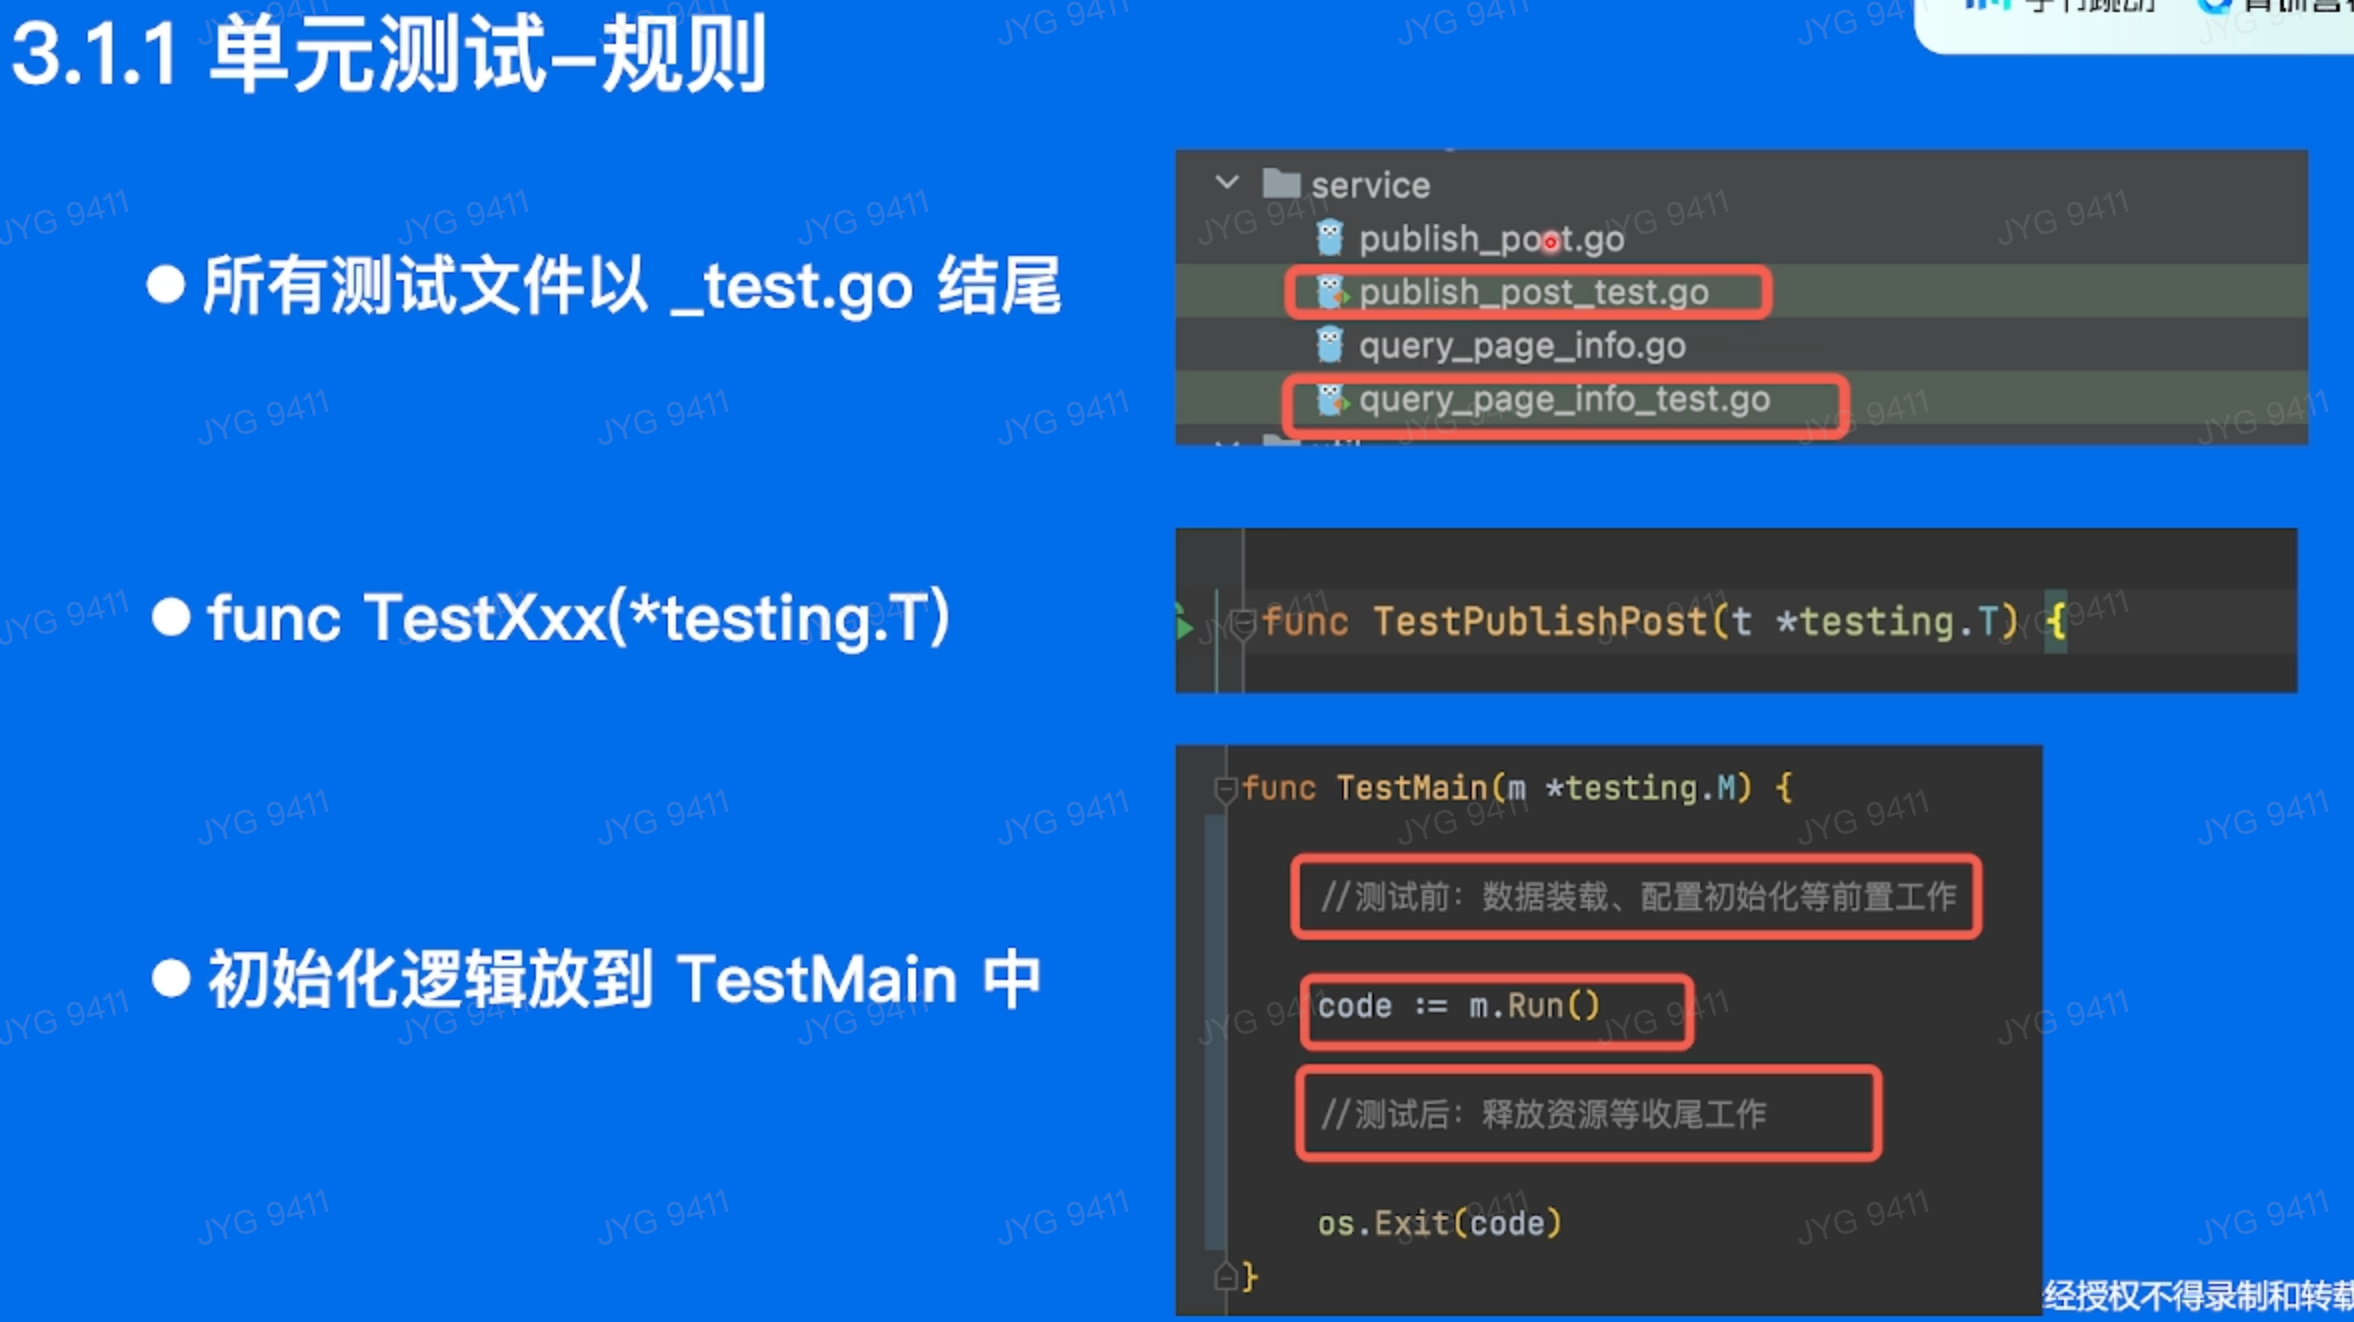 3.1.1 单元测试-规则
字节跳动
● 所有测试文件以 _test.go 结尾
service
publish_post.go
publish_post_test.go
query_page_info.go
query_page_info_test.go
● func TestXxx(*testing.T)
func TestPublishPost(t *testing.T) {
● 初始化逻辑放到 TestMain 中
func TestMain(m *testing.M) {
//测试前：数据装载、配置初始化等前置工作
code := m.Run()
//测试后：释放资源等收尾工作
os.Exit(code)
}
经授权不得录制和转载
JYG 9411